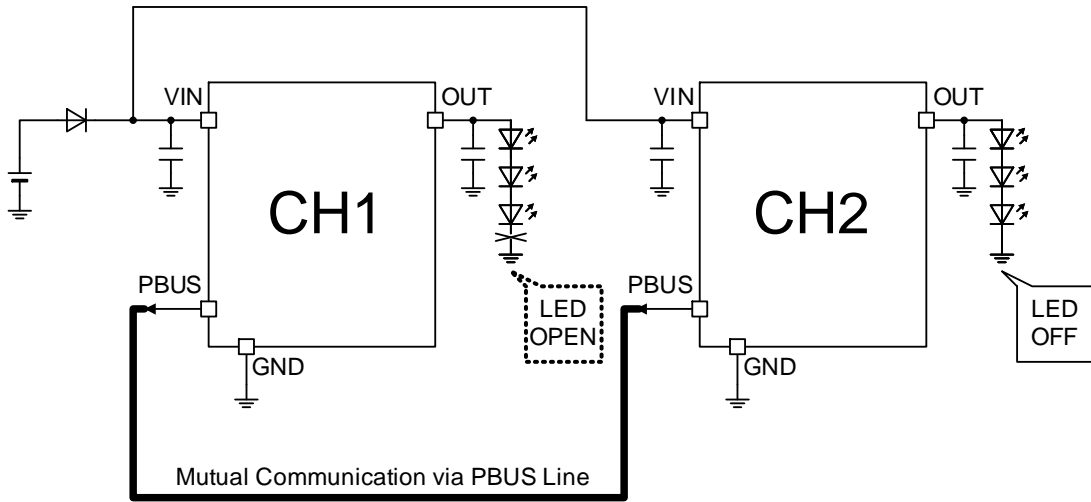 VIN
OUT
CH1
PBUS
GND
LED
OPEN
VIN
OUT
CH2
PBUS
GND
LED
OFF
Mutual Communication via PBUS Line